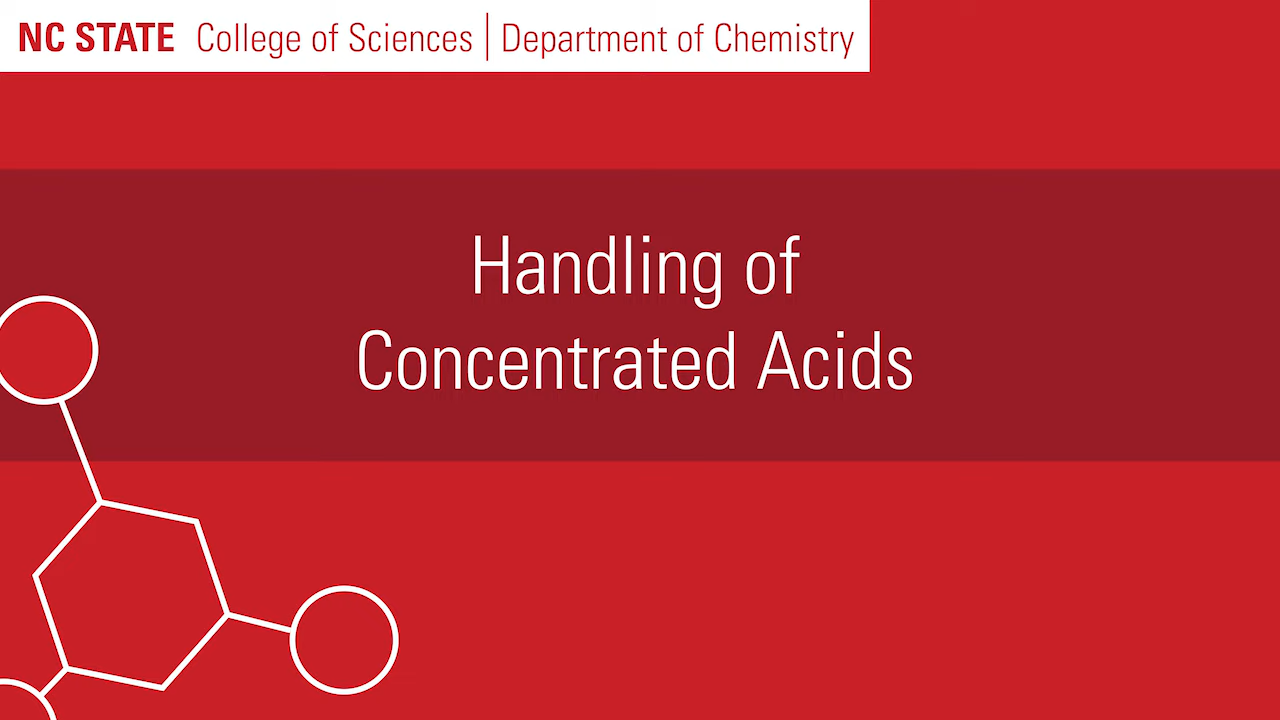 NC STATE College of Sciences | Department of Chemistry
Handling of
Concentrated Acids